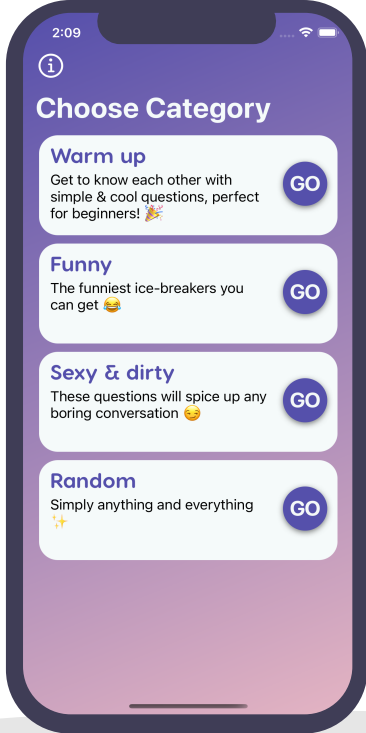 2:09
Choose Category
Warm up
Get to know each other with
simple & cool questions, perfect
for beginners! 🎉
GO
Funny
The funniest ice-breakers you
can get 😂
GO
Sexy & dirty
These questions will spice up any
boring conversation 😏
GO
Random
Simply anything and everything
✨
GO